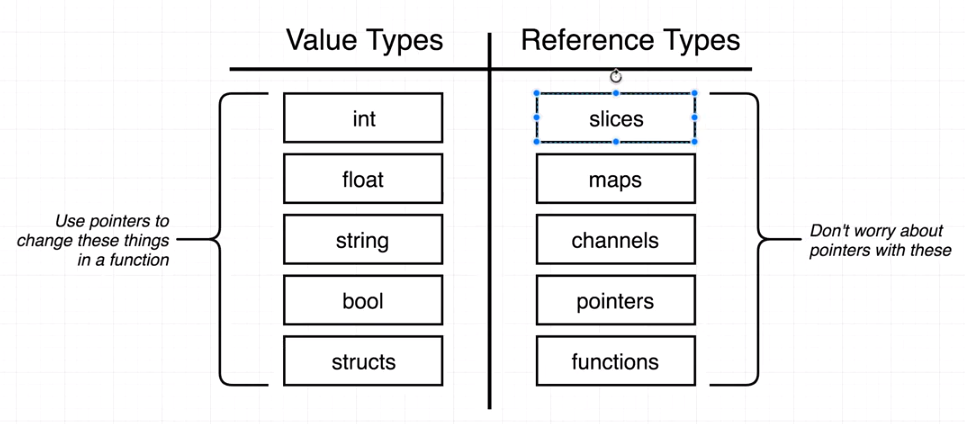 Value Types
Reference Types
int
slices
float
maps
Use pointers to
change these things
in a function
string
channels
Don't worry about
pointers with these
bool
pointers
structs
functions